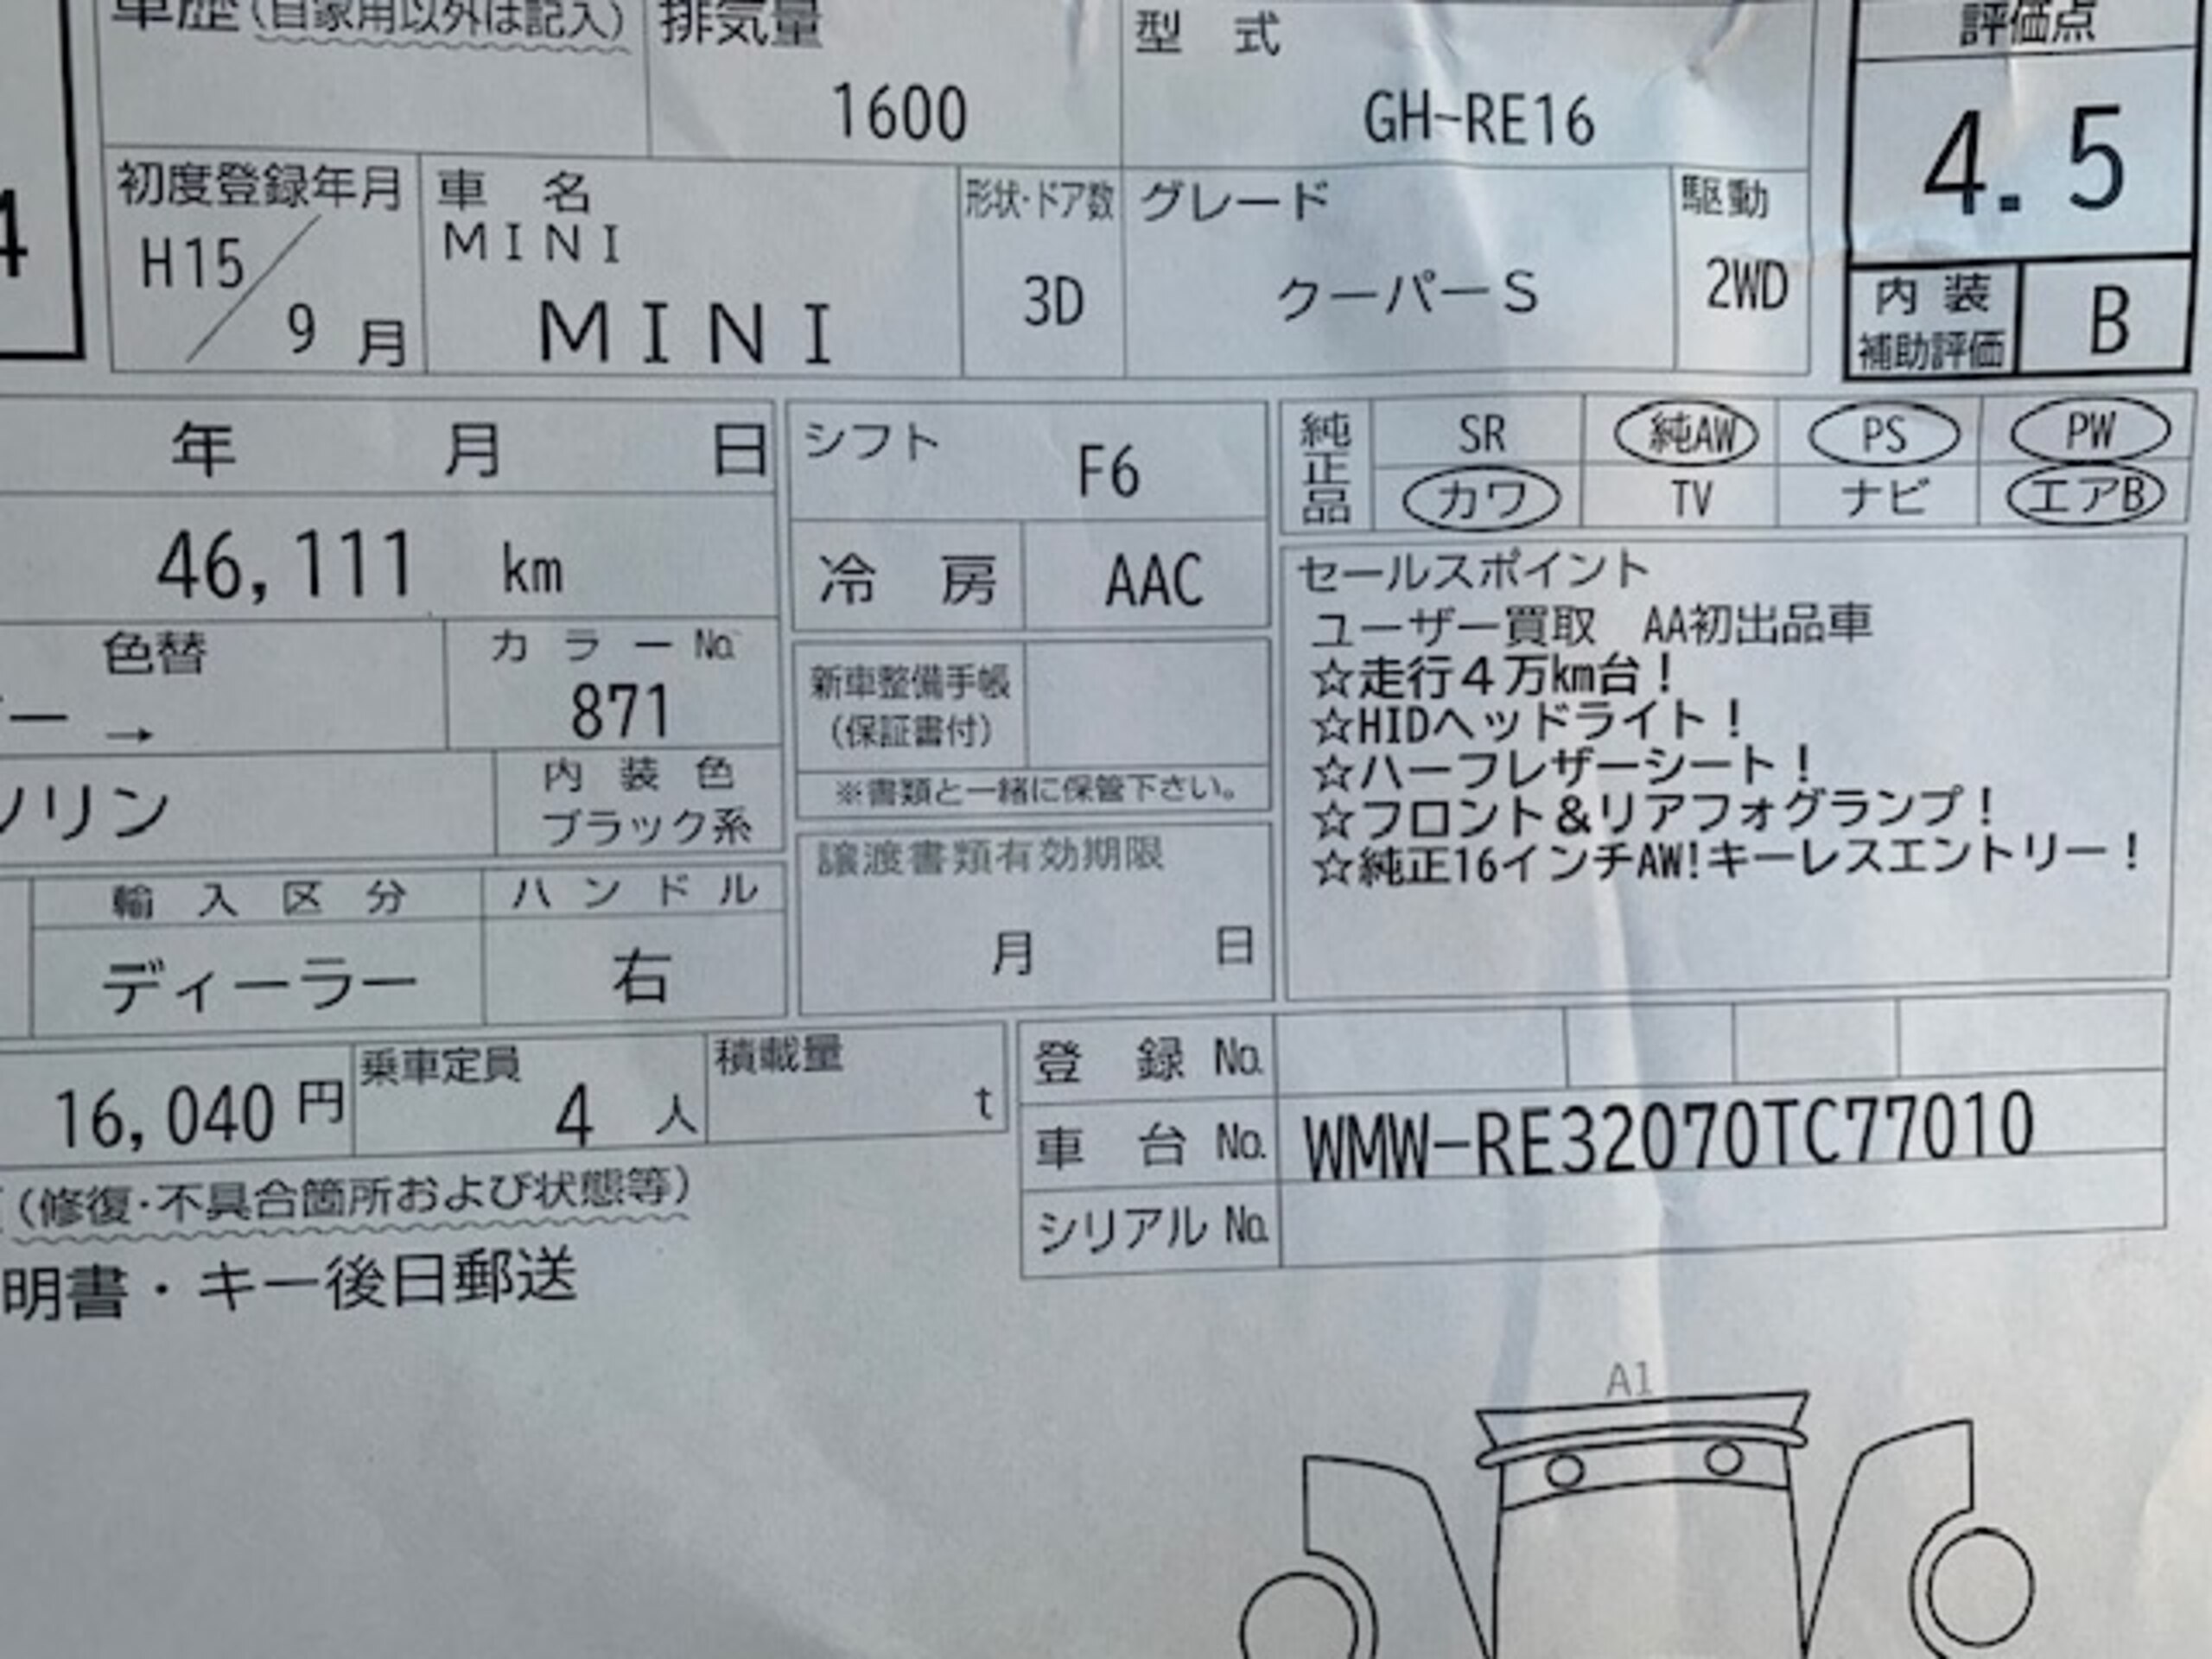 車歴(自家用以外は記入) 排気量 型 式 評価点
1600 GH-RE16 4.5
4
初度登録年月 車 名 形状・ドア数 グレード 駆動
H15 MINI
9 月 MINI 3D クーパーS 2WD
内 装
補助評価 B
年 月 日 シフト F6
純正品 SR 純AW PS PW
カワ TV ナビ エアB
46,111 km 冷 房 AAC
セールスポイント
ユーザー買取 AA初出品車
☆走行4万km台!
☆HIDヘッドライト!
☆ハーフレザーシート!
☆フロント&リアフォグランプ!
☆純正16インチAW!キーレスエントリー!
色替 カラーNo.
ー → 871
新車整備手帳
(保証書付)
※書類と一緒に保管下さい。
ソリン 内装色
ブラック系
譲渡書類有効期限
月 日
輸入区分 ハンドル
ディーラー 右
16,040 円 乗車定員 4 人 積載量 t
登 録 No.
車 台 No. WMW-RE32070TC77010
シリアル No.
(修復・不具合箇所および状態等)
明書・キー後日郵送
A1